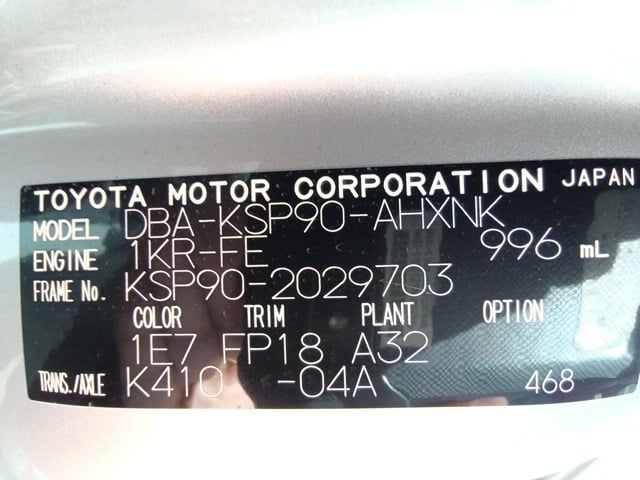 TOYOTA MOTOR CORPORATION JAPAN
MODEL DBA-KSP90-AHXNK
ENGINE 1KR-FE 996 mL
FRAME No. KSP90-2029703
COLOR TRIM PLANT OPTION
1E7 FP18 A32
TRANS./AXLE K410 -04A 468